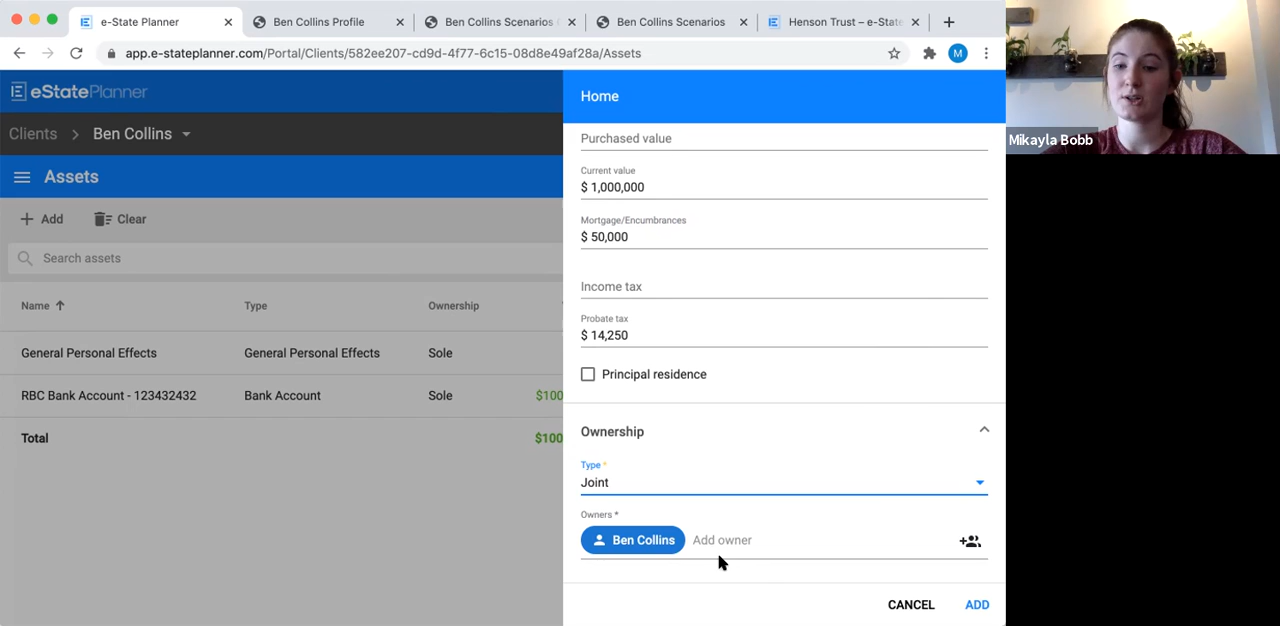 e-State Planner
Ben Collins Profile
Ben Collins Scenarios
Ben Collins Scenarios
Henson Trust – e-State
app.e-stateplanner.com/Portal/Clients/582ee207-cd9d-4f77-6c15-08d8e49af28a/Assets
M
eStatePlanner
Clients > Ben Collins
Assets
+ Add
Clear
Search assets
Name
Type
Ownership
General Personal Effects
General Personal Effects
Sole
RBC Bank Account - 123432432
Bank Account
Sole
$100
Total
$100
Home
Purchased value
Current value
$ 1,000,000
Mortgage/Encumbrances
$ 50,000
Income tax
Probate tax
$ 14,250
Principal residence
Ownership
Type *
Joint
Owners *
Ben Collins
Add owner
CANCEL
ADD
Mikayla Bobb